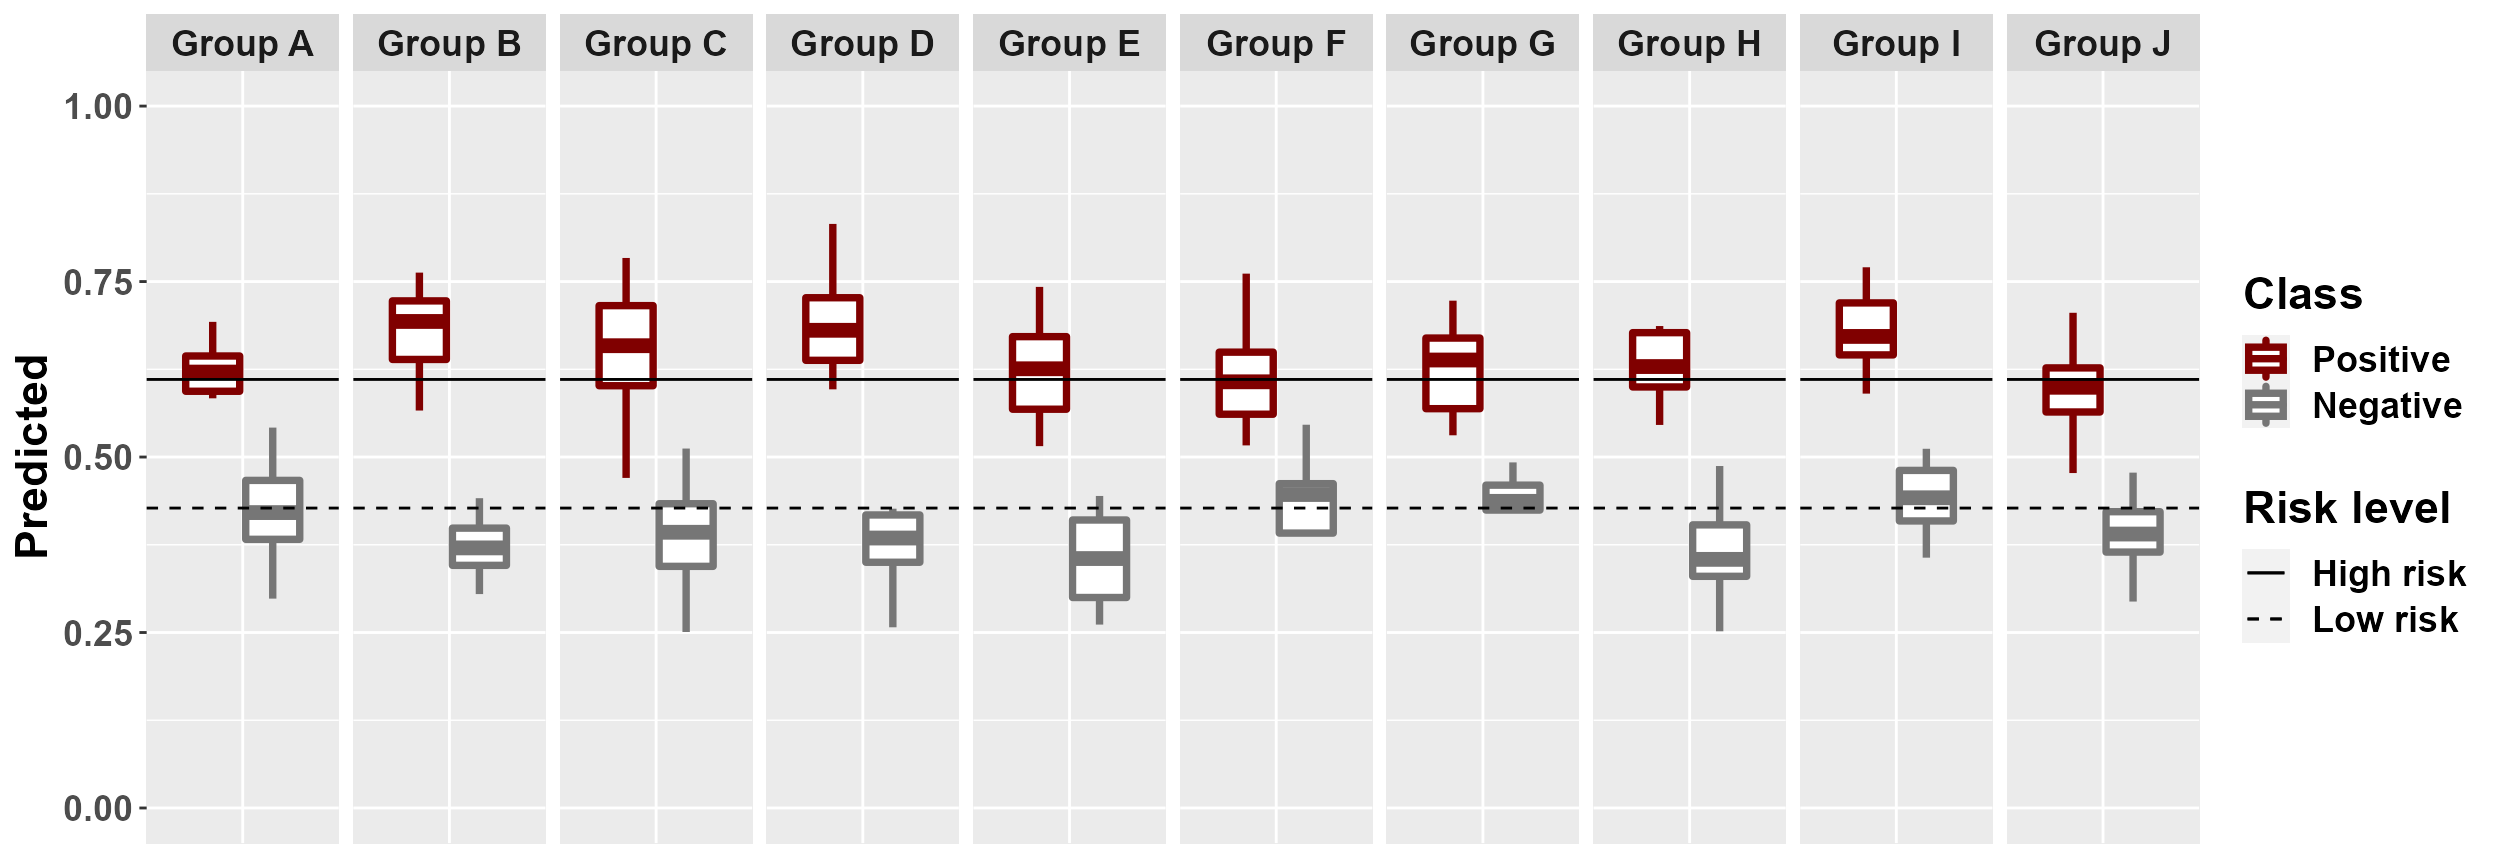 Group A Group B Group C Group D Group E Group F Group G Group H Group I Group J
1.00
0.75
0.50
0.25
0.00
Predicted
Class
Positive
Negative
Risk level
High risk
Low risk